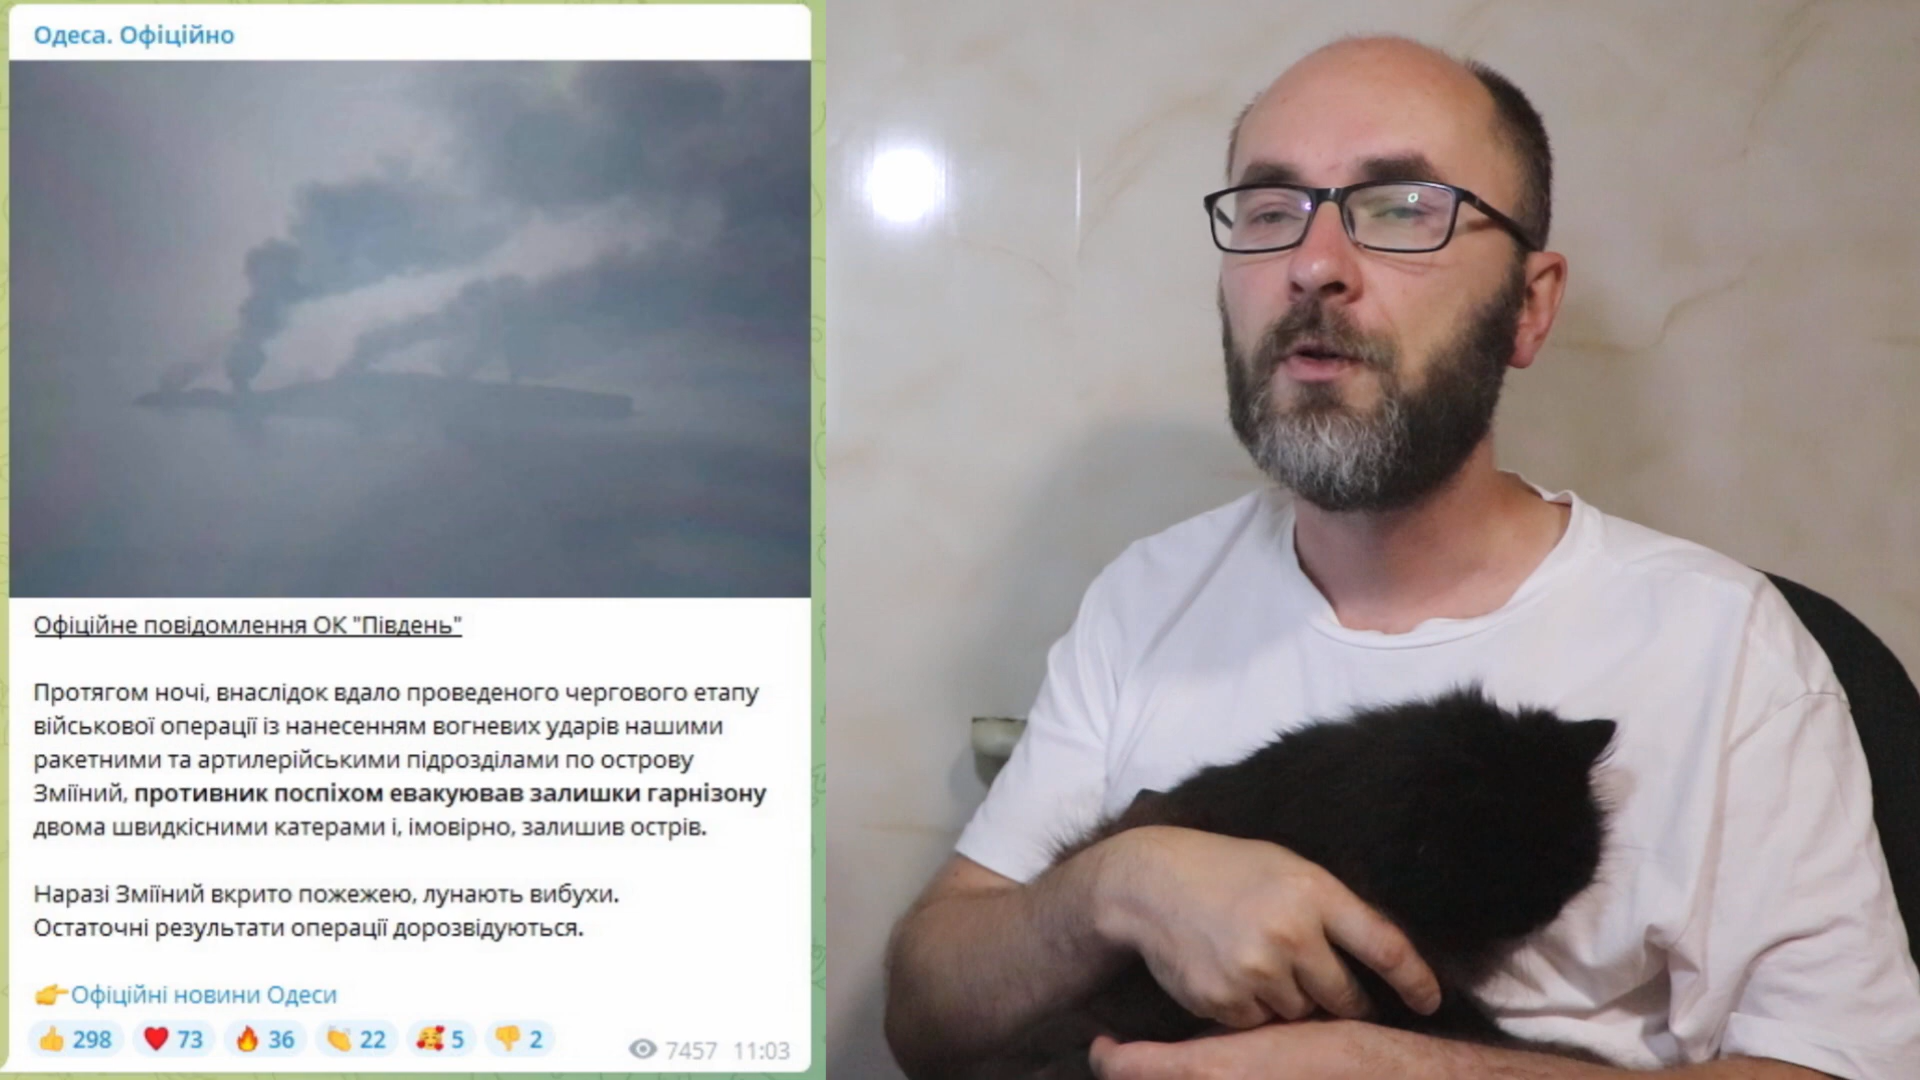 Одеса. Офіційно
Офіційне повідомлення ОК "Південь"
Протягом ночі, внаслідок вдало проведеного чергового етапу
військової операції із нанесенням вогневих ударів нашими
ракетними та артилерійськими підрозділами по острову
Зміїний, противник поспіхом евакуював залишки гарнізону
двома швидкісними катерами і, імовірно, залишив острів.
Наразі Зміїний вкрито пожежею, лунають вибухи.
Остаточні результати операції дорозвідуються.
👉Офіційні новини Одеси
👍 298 ❤ 73 🔥 36 👏 22 🥰 5 👎 2
7457 11:03